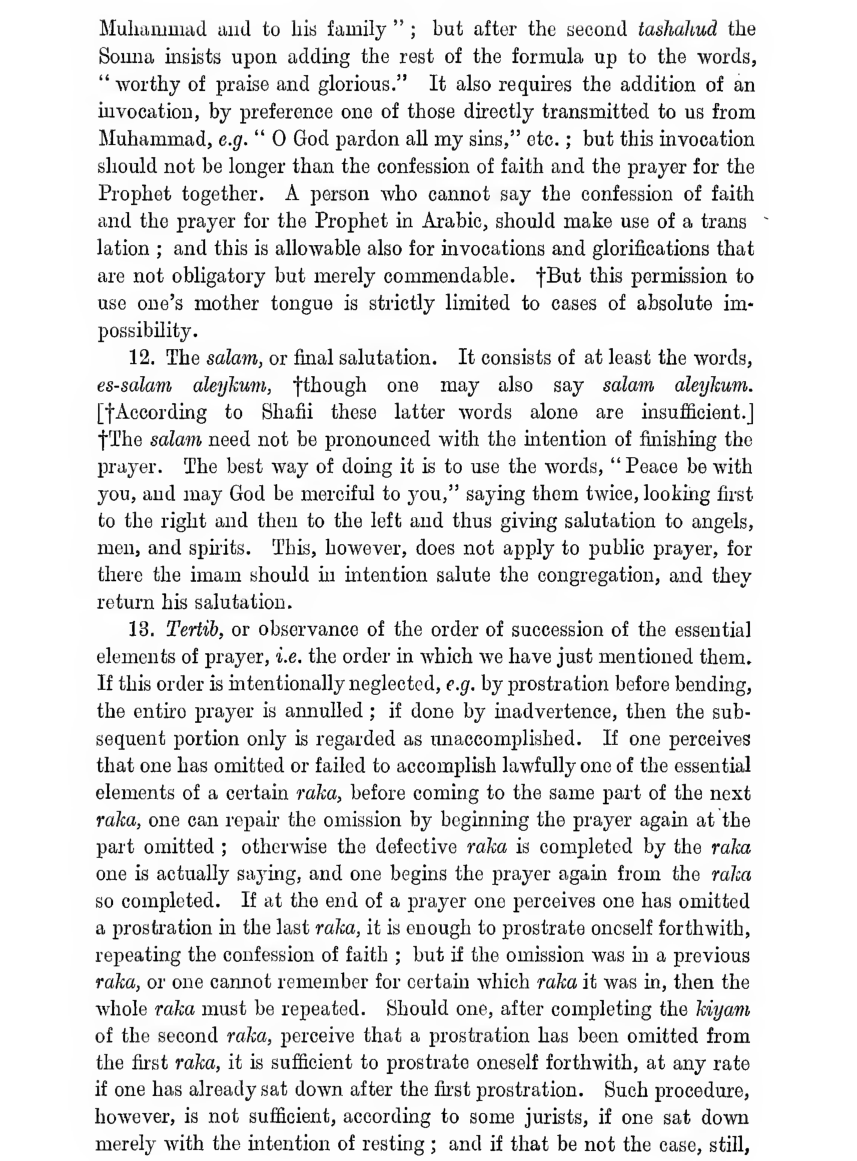 Muhammad and to his family ” ; but after the second tashahud the
Sonna insists upon adding the rest of the formula up to the words,
“ worthy of praise and glorious.” It also requires the addition of an
invocation, by preference one of those directly transmitted to us from
Muhammad, e.g. “ O God pardon all my sins,” etc. ; but this invocation
should not be longer than the confession of faith and the prayer for the
Prophet together. A person who cannot say the confession of faith
and the prayer for the Prophet in Arabic, should make use of a trans
lation ; and this is allowable also for invocations and glorifications that
are not obligatory but merely commendable. †But this permission to
use one’s mother tongue is strictly limited to cases of absolute im-
possibility.
12. The salam, or final salutation. It consists of at least the words,
es-salam aleykum, †though one may also say salam aleykum.
[†According to Shafii these latter words alone are insufficient.]
†The salam need not be pronounced with the intention of finishing the
prayer. The best way of doing it is to use the words, “ Peace be with
you, and may God be merciful to you,” saying them twice, looking first
to the right and then to the left and thus giving salutation to angels,
men, and spirits. This, however, does not apply to public prayer, for
there the imam should in intention salute the congregation, and they
return his salutation.
13. Tertib, or observance of the order of succession of the essential
elements of prayer, i.e. the order in which we have just mentioned them.
If this order is intentionally neglected, e.g. by prostration before bending,
the entire prayer is annulled ; if done by inadvertence, then the sub-
sequent portion only is regarded as unaccomplished. If one perceives
that one has omitted or failed to accomplish lawfully one of the essential
elements of a certain raka, before coming to the same part of the next
raka, one can repair the omission by beginning the prayer again at the
part omitted ; otherwise the defective raka is completed by the raka
one is actually saying, and one begins the prayer again from the raka
so completed. If at the end of a prayer one perceives one has omitted
a prostration in the last raka, it is enough to prostrate oneself forthwith,
repeating the confession of faith ; but if the omission was in a previous
raka, or one cannot remember for certain which raka it was in, then the
whole raka must be repeated. Should one, after completing the kiyam
of the second raka, perceive that a prostration has been omitted from
the first raka, it is sufficient to prostrate oneself forthwith, at any rate
if one has already sat down after the first prostration. Such procedure,
however, is not sufficient, according to some jurists, if one sat down
merely with the intention of resting ; and if that be not the case, still,